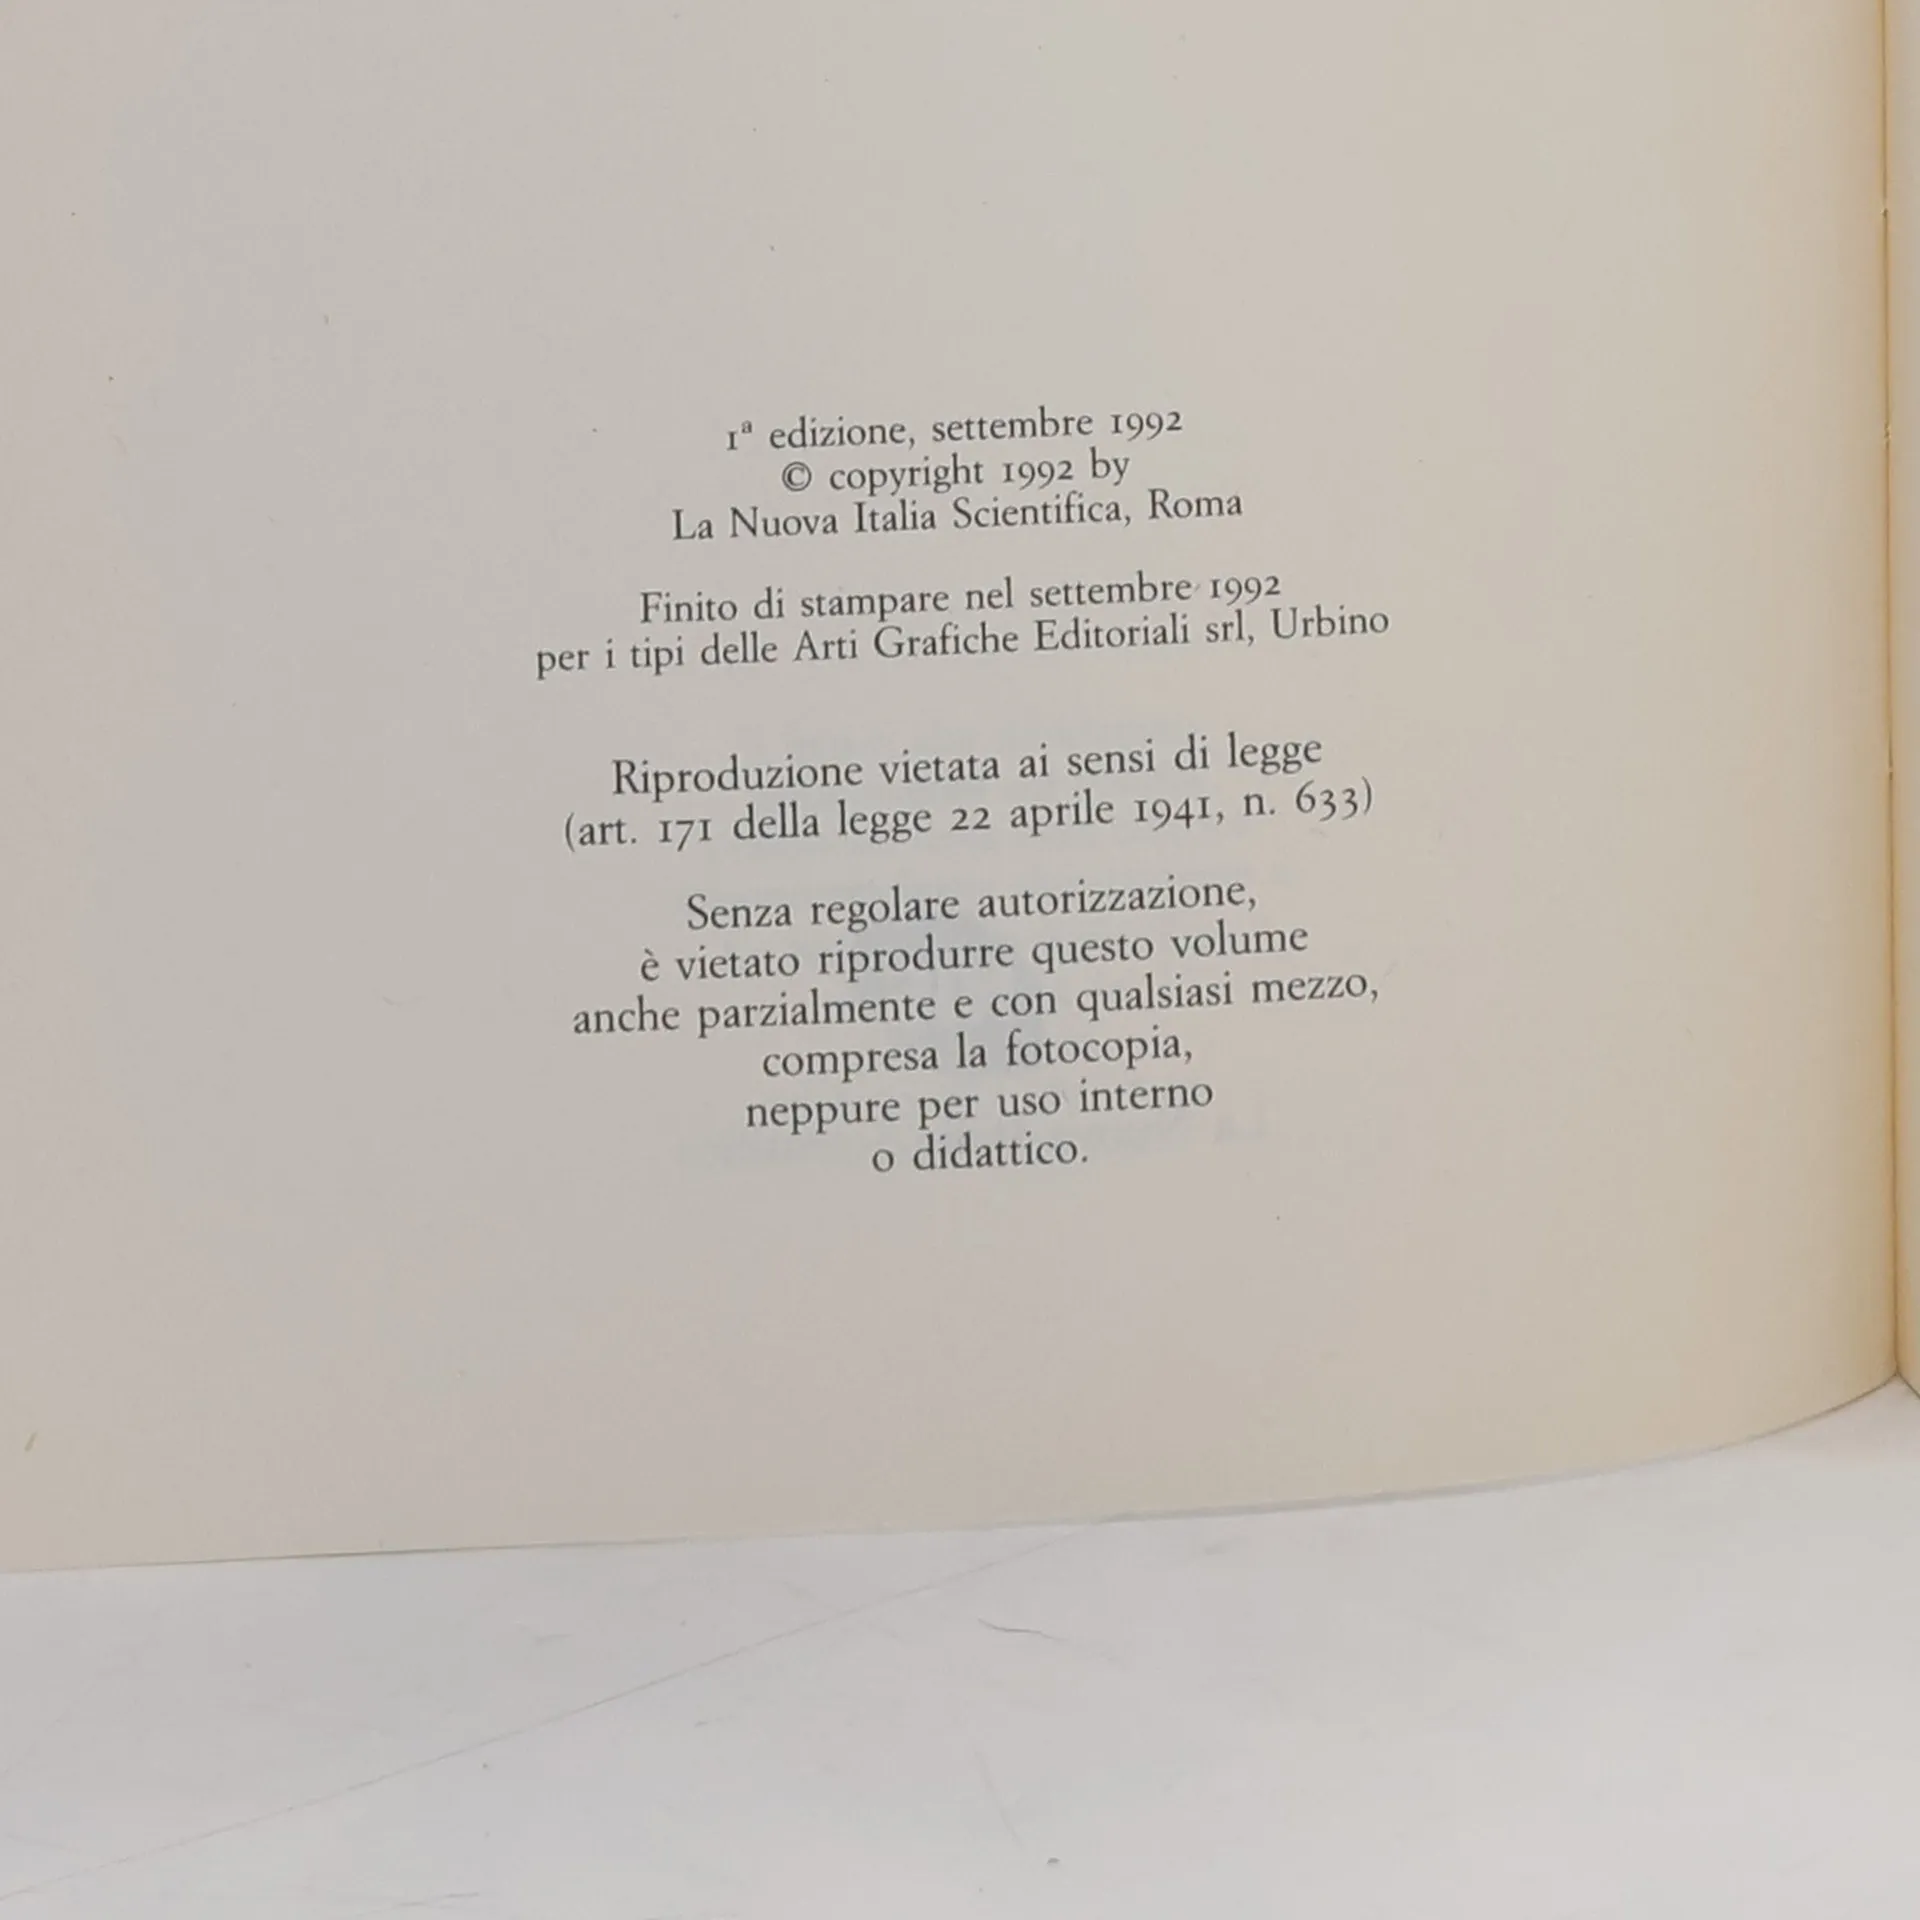 1ª edizione, settembre 1992
© copyright 1992 by
La Nuova Italia Scientifica, Roma
Finito di stampare nel settembre 1992
per i tipi delle Arti Grafiche Editoriali srl, Urbino
Riproduzione vietata ai sensi di legge
(art. 171 della legge 22 aprile 1941, n. 633)
Senza regolare autorizzazione,
è vietato riprodurre questo volume
anche parzialmente e con qualsiasi mezzo,
compresa la fotocopia,
neppure per uso interno
o didattico.